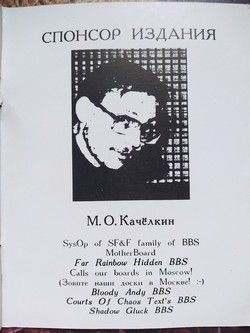 СПОНСОР ИЗДАНИЯ
М. О. Качёлкин
SysOp of SF&F family of BBS
MotherBoard
Far Rainbow Hidden BBS
Calls our boards in Moscow!
(Зовите наши доски в Москве! :-)
Bloody Andy BBS
Courts Of Chaos Text's BBS
Shadow Gluck BBS